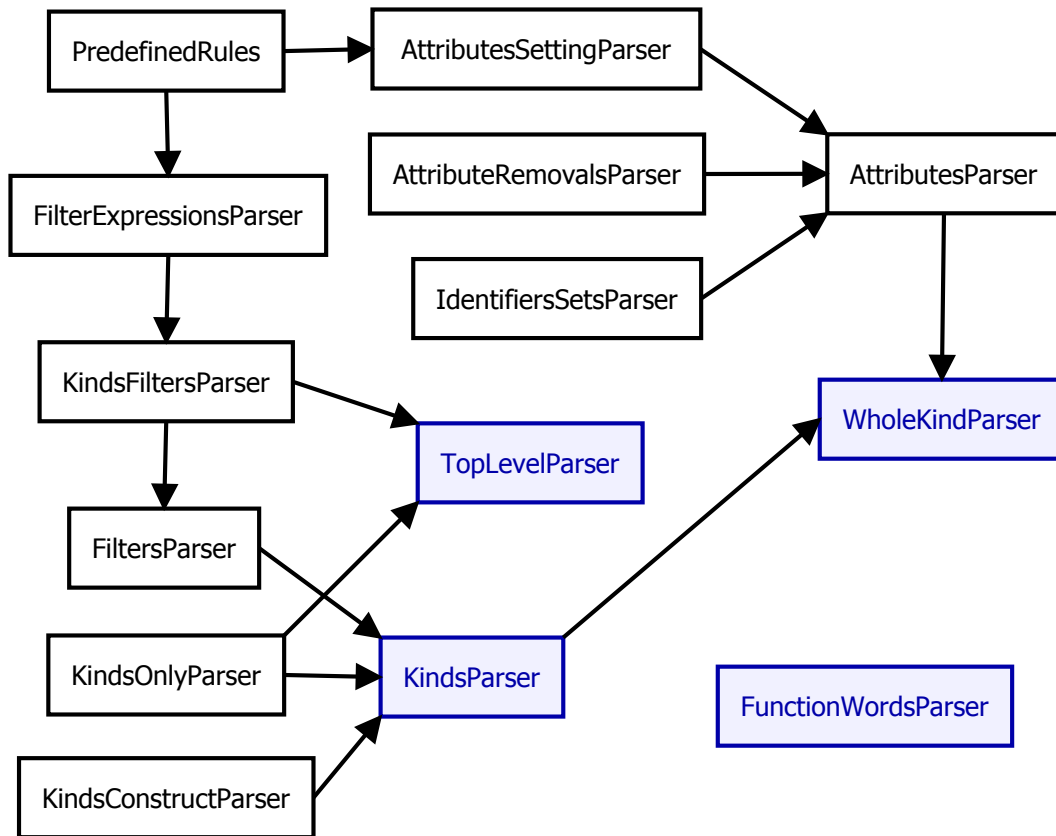 PredefinedRules
AttributesSettingParser
AttributeRemovalsParser
AttributesParser
FilterExpressionsParser
IdentifiersSetsParser
KindsFiltersParser
WholeKindParser
TopLevelParser
FiltersParser
KindsOnlyParser
KindsParser
FunctionWordsParser
KindsConstructParser